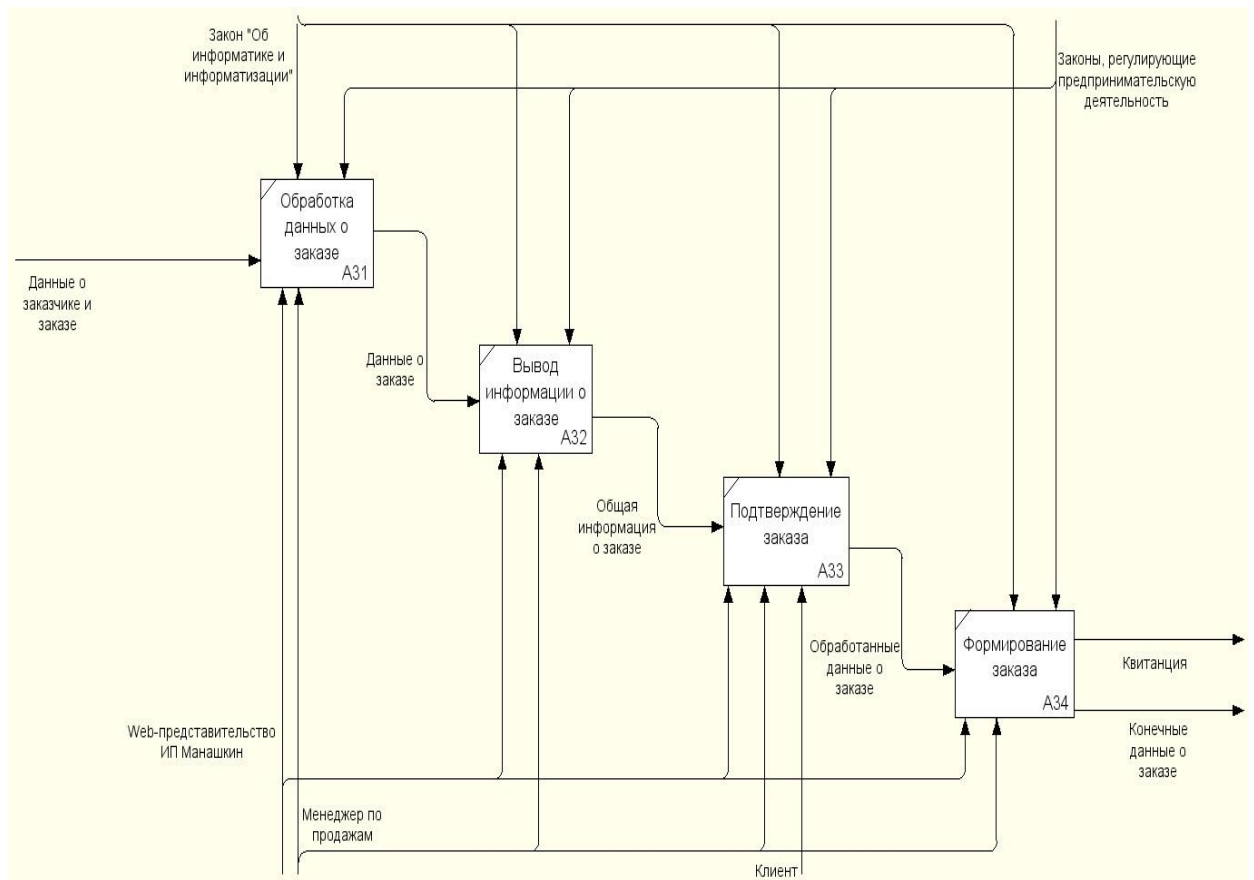 Закон "Об
информатике и
информатизации"
Законы, регулирующие
предпринимательскую
деятельность
Обработка
данных о
заказе
A31
Данные о
заказчике и
заказе
Данные о
заказе
Вывод
информации о
заказе
A32
Общая
информация
о заказе
Подтверждение
заказа
A33
Обработанные
данные о
заказе
Формирование
заказа
A34
Квитанция
Конечные
данные о
заказе
Web-представительство
ИП Манашкин
Менеджер по
продажам
Клиент